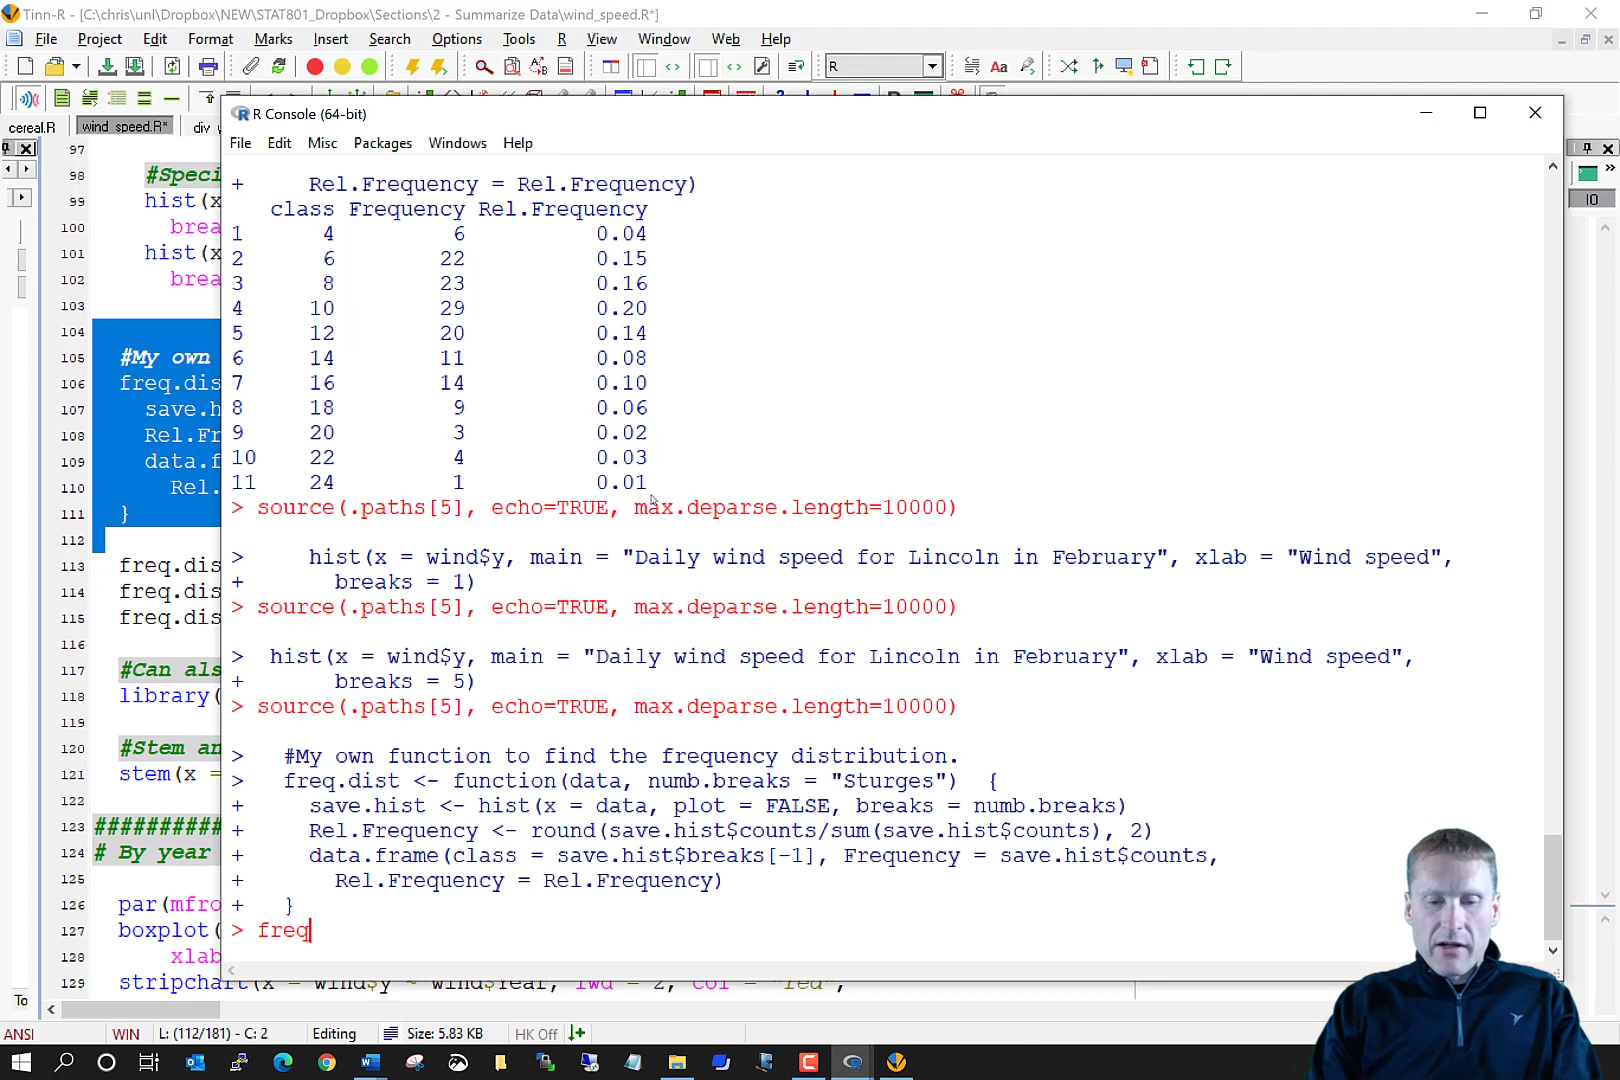 Tinn-R - [C:\chris\unl\Dropbox\NEW\STAT801_Dropbox\Sections\2 - Summarize Data\wind_speed.R*]
File Project Edit Format Marks Insert Search Options Tools R View Window Web Help
R
cereal.R wind_speed.R* div_
R Console (64-bit)
File Edit Misc Packages Windows Help
97
98 #Speci
99 hist(x
100 brea
101 hist(x
102 brea
103
104
105 #My own
106 freq.dis
107 save.h
108 Rel.Fr
109 data.f
110 Rel.
111 }
112
113 freq.dis
114 freq.dis
115 freq.dis
116
117 #Can als
118 library(
119
120 #Stem an
121 stem(x =
122
123 ##########
124 # By year
125
126 par(mfro
127 boxplot(
128 xlab
129 stripchart(x = wind$y ~ wind$Year, lwd = 2, col = "red",
+ Rel.Frequency = Rel.Frequency)
class Frequency Rel.Frequency
1 4 6 0.04
2 6 22 0.15
3 8 23 0.16
4 10 29 0.20
5 12 20 0.14
6 14 11 0.08
7 16 14 0.10
8 18 9 0.06
9 20 3 0.02
10 22 4 0.03
11 24 1 0.01
> source(.paths[5], echo=TRUE, max.deparse.length=10000)
> hist(x = wind$y, main = "Daily wind speed for Lincoln in February", xlab = "Wind speed",
+ breaks = 1)
> source(.paths[5], echo=TRUE, max.deparse.length=10000)
> hist(x = wind$y, main = "Daily wind speed for Lincoln in February", xlab = "Wind speed",
+ breaks = 5)
> source(.paths[5], echo=TRUE, max.deparse.length=10000)
> #My own function to find the frequency distribution.
> freq.dist <- function(data, numb.breaks = "Sturges") {
+ save.hist <- hist(x = data, plot = FALSE, breaks = numb.breaks)
+ Rel.Frequency <- round(save.hist$counts/sum(save.hist$counts), 2)
+ data.frame(class = save.hist$breaks[-1], Frequency = save.hist$counts,
+ Rel.Frequency = Rel.Frequency)
+ }
> freq
IO
To
ANSI WIN L: (112/181) - C: 2 Editing Size: 5.83 KB HK Off